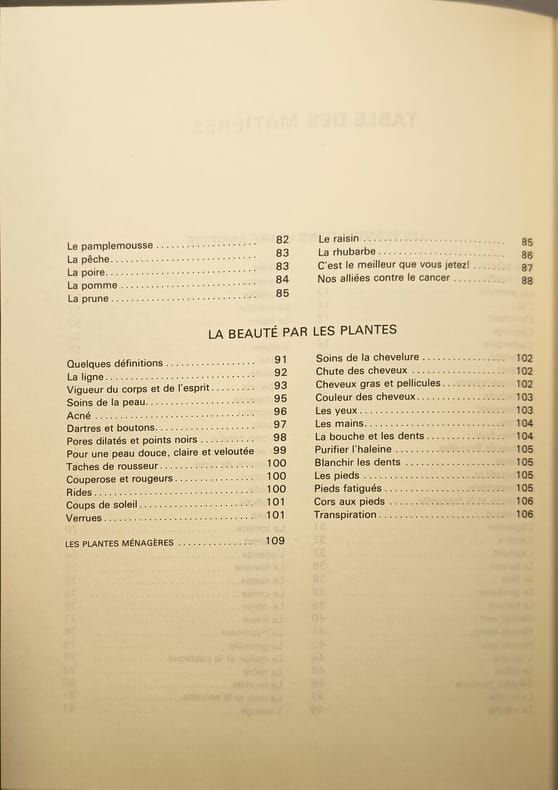 Le pamplemousse .................... 82
La pêche ........................... 83
La poire ........................... 83
La pomme ........................... 84
La prune ........................... 85
Le raisin .......................... 85
La rhubarbe ........................ 86
C'est le meilleur que vous jetez! ....... 87
Nos alliées contre le cancer ........... 88
LA BEAUTÉ PAR LES PLANTES
Quelques définitions ................. 91
La ligne ........................... 92
Vigueur du corps et de l'esprit ......... 93
Soins de la peau .................... 95
Acné .............................. 96
Dartres et boutons ................... 97
Pores dilatés et points noirs ........... 98
Pour une peau douce, claire et veloutée 99
Taches de rousseur .................. 100
Couperose et rougeurs ............... 100
Rides .............................. 100
Coups de soleil ..................... 101
Verrues ............................ 101
LES PLANTES MÉNAGÈRES .............. 109
Soins de la chevelure ................ 102
Chute des cheveux .................. 102
Cheveux gras et pellicules ............ 102
Couleur des cheveux ................. 103
Les yeux ........................... 103
Les mains .......................... 104
La bouche et les dents ............... 104
Purifier l'haleine .................... 105
Blanchir les dents ................... 105
Les pieds .......................... 105
Pieds fatigués ...................... 105
Cors aux pieds ..................... 106
Transpiration ....................... 106